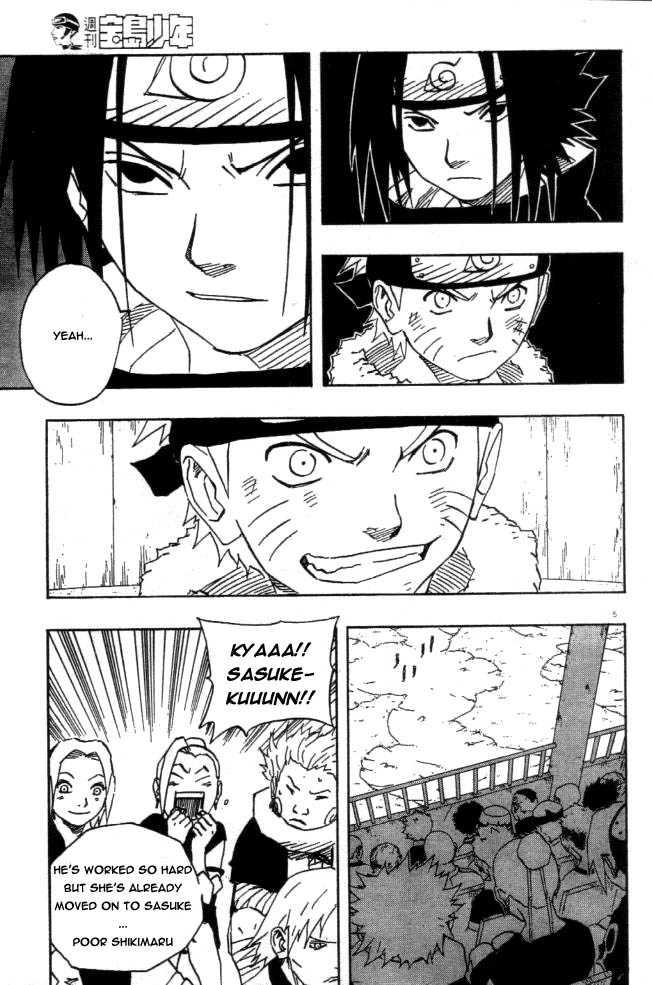 週刊
宝島少年
YEAH...
5
KYAAA!!
SASUKE-
KUUUNN!!
HE'S WORKED SO HARD
BUT SHE'S ALREADY
MOVED ON TO SASUKE
...
POOR SHIKIMARU